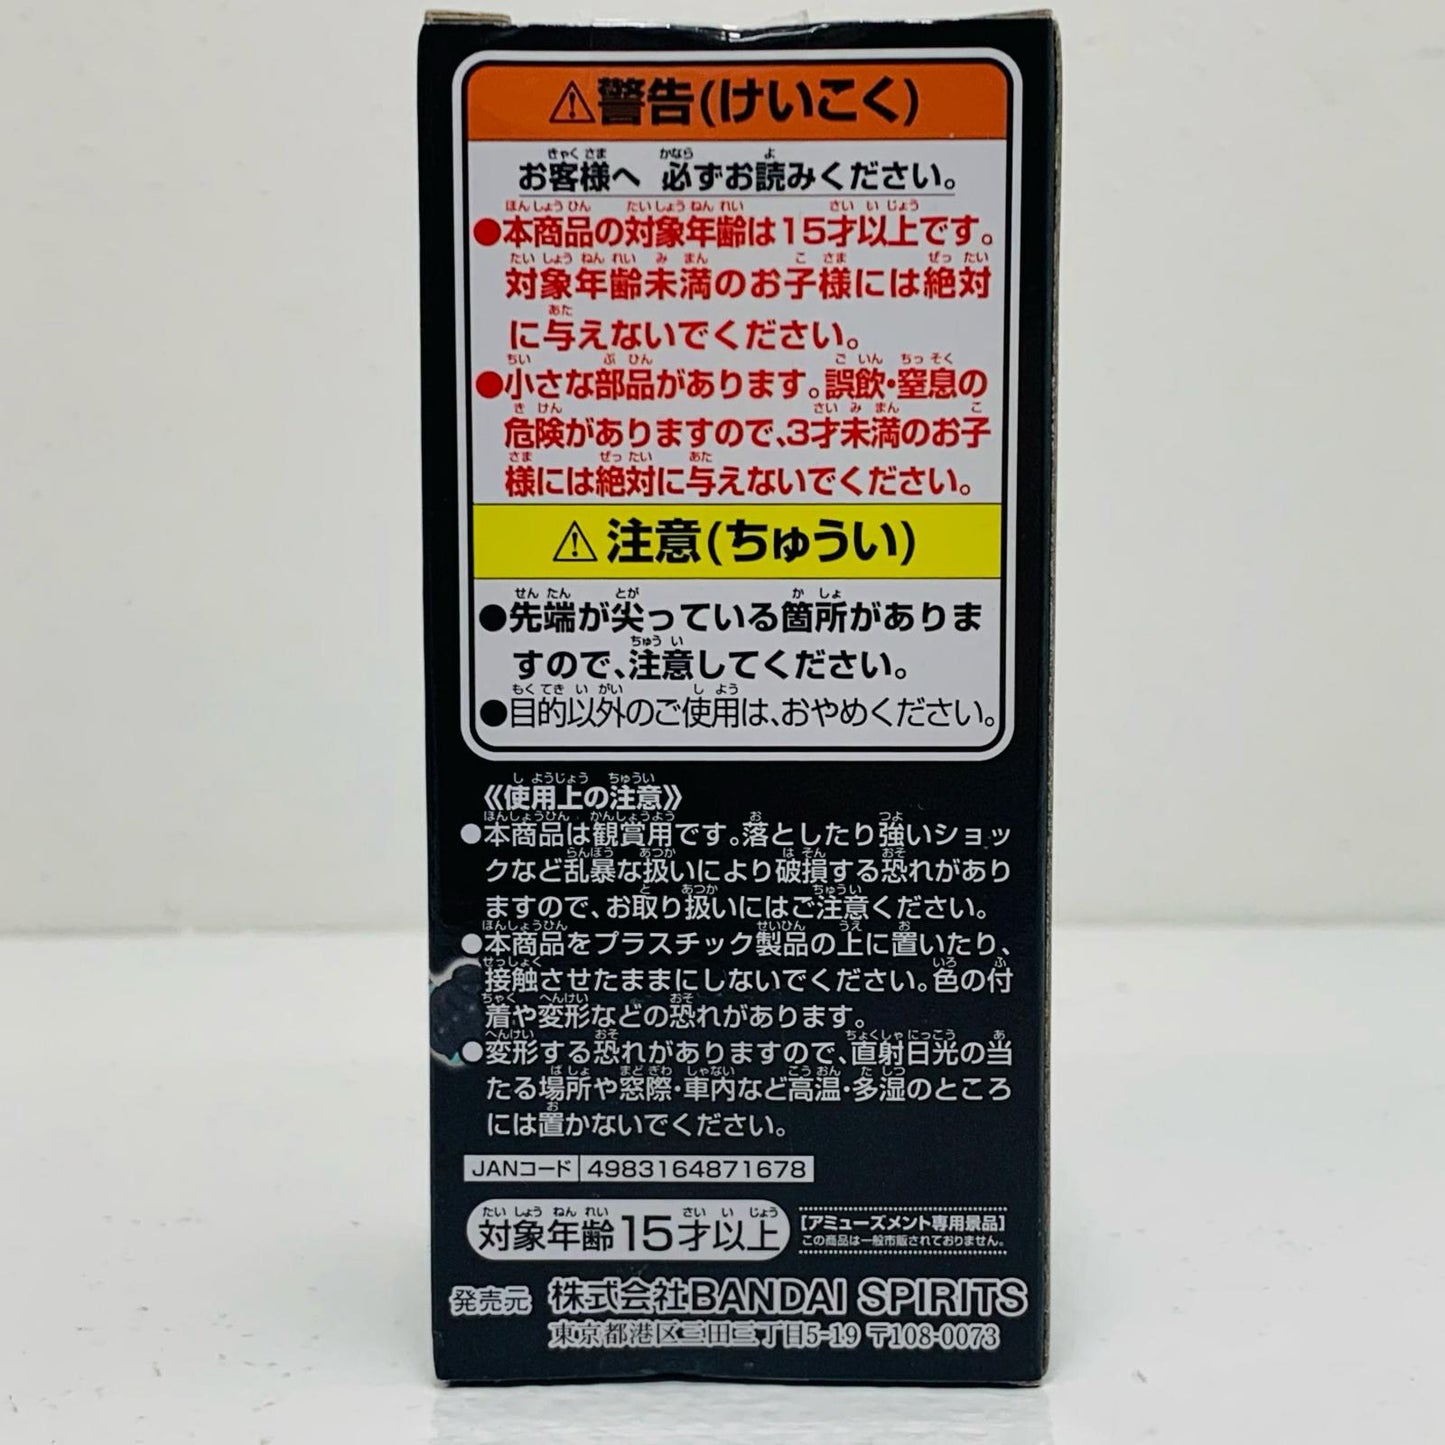 ⚠警告(けいこく)
お客様へ 必ずお読みください。
●本商品の対象年齢は15才以上です。
対象年齢未満のお子様には絶対
に与えないでください。
●小さな部品があります。誤飲・窒息の
危険がありますので、3才未満のお子
様には絶対に与えないでください。
⚠注意(ちゅうい)
●先端が尖っている箇所がありま
すので、注意してください。
●目的以外のご使用は、おやめください。
《使用上の注意》
●本商品は観賞用です。落としたり強いショッ
クなど乱暴な扱いにより破損する恐れがあり
ますので、お取り扱いにはご注意ください。
●本商品をプラスチック製品の上に置いたり、
接触させたままにしないでください。色の付
着や変形などの恐れがあります。
●変形する恐れがありますので、直射日光の当
たる場所や窓際・車内など高温・多湿のところ
には置かないでください。
JANコード 4983164871678
対象年齢15才以上
[アミューズメント専用景品]
この商品は一般市販されておりません。
発売元 株式会社BANDAI SPIRITS
東京都港区三田三丁目5-19 〒108-0073